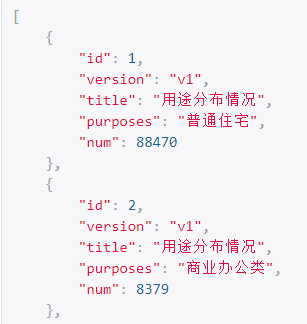 [
    {
        "id": 1,
        "version": "v1",
        "title": "用途分布情况",
        "purposes": "普通住宅",
        "num": 88470
    },
    {
        "id": 2,
        "version": "v1",
        "title": "用途分布情况",
        "purposes": "商业办公类",
        "num": 8379
    },